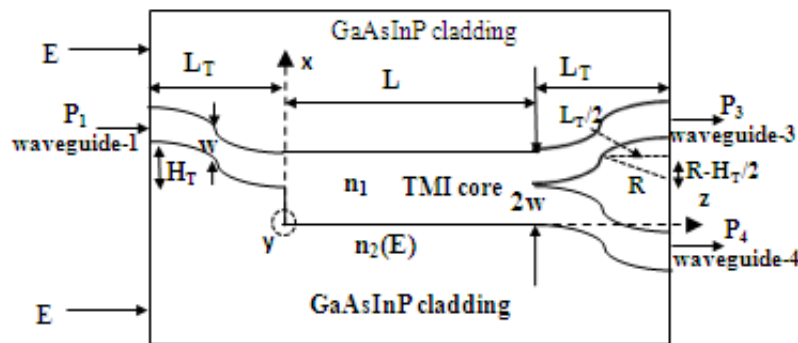 GaAsInP cladding
E
L_T
x
L
L_T
P_1
waveguide-1
w
H_T
L_T/2
P_3
waveguide-3
n_1
TMI core
2w
R
R-H_T/2
z
y
n_2(E)
P_4
waveguide-4
E
GaAsInP cladding